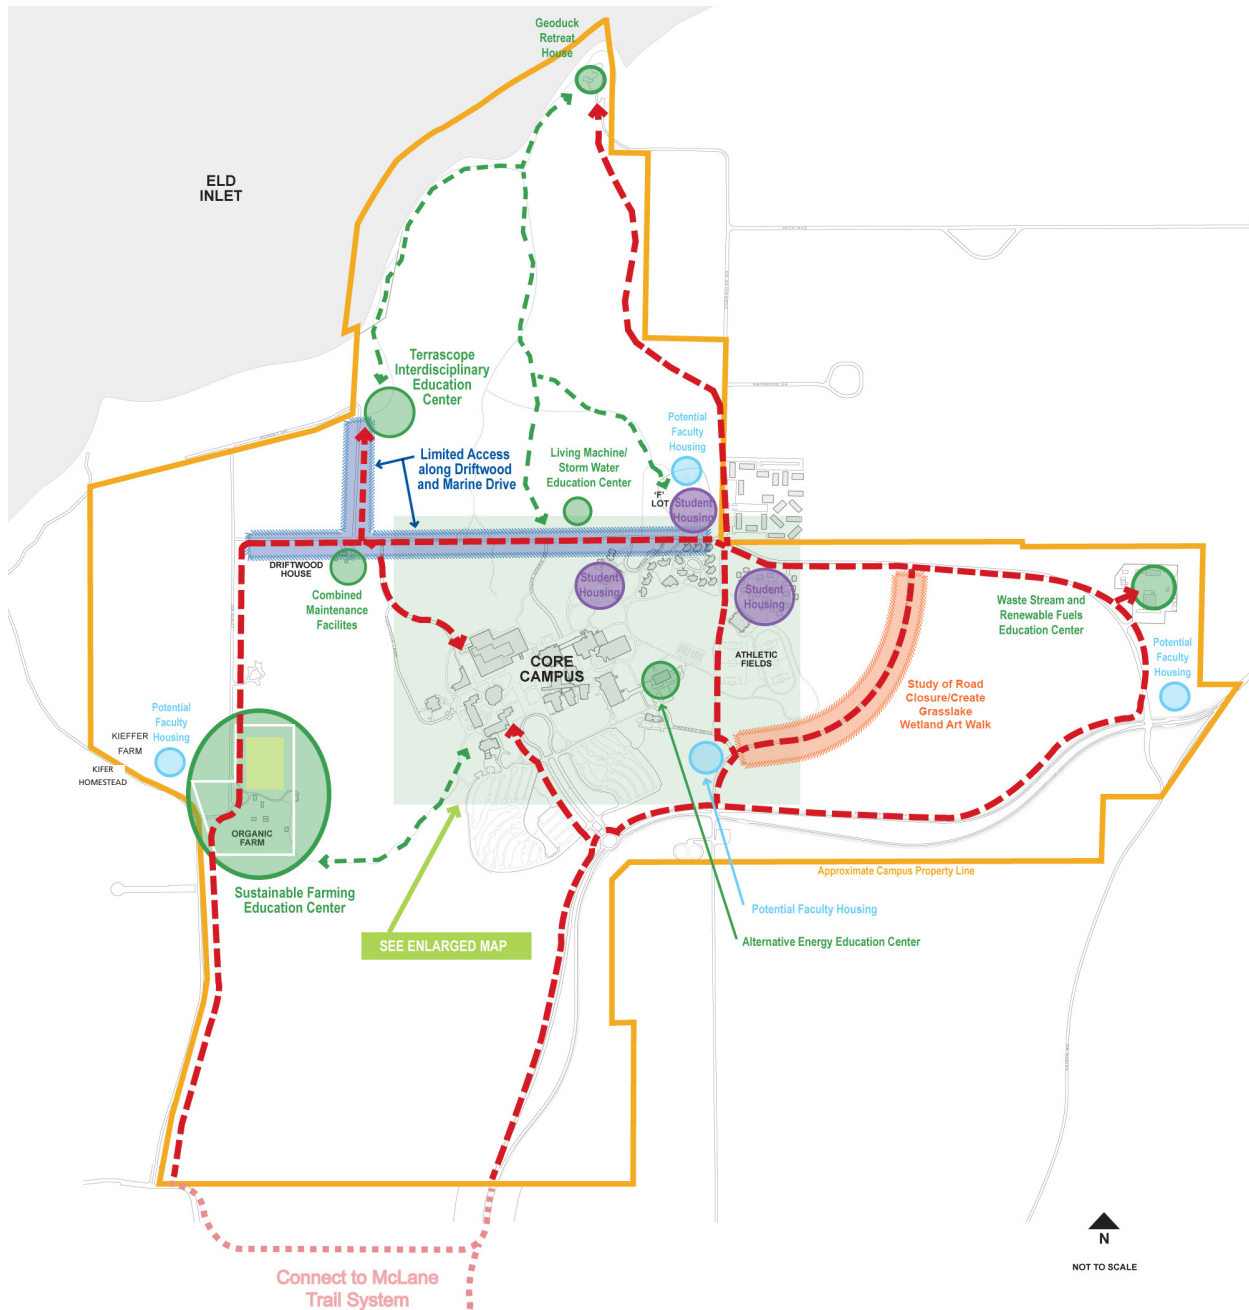 Geoduck
Retreat
House
ELD
INLET
Terrascope
Interdisciplinary
Education
Center
Potential
Faculty
Housing
Limited Access
along Driftwood
and Marine Drive
Living Machine/
Storm Water
Education Center
'F'
LOT
Student
Housing
DRIFTWOOD
HOUSE
Combined
Maintenance
Facilites
Student
Housing
Student
Housing
Waste Stream and
Renewable Fuels
Education Center
Potential
Faculty
Housing
CORE
CAMPUS
ATHLETIC
FIELDS
Study of Road
Closure/Create
Grasslake
Wetland Art Walk
Potential
Faculty
Housing
KIEFFER
FARM
KIFER
HOMESTEAD
ORGANIC
FARM
Sustainable Farming
Education Center
Approximate Campus Property Line
Potential Faculty Housing
SEE ENLARGED MAP
Alternative Energy Education Center
N
NOT TO SCALE
Connect to McLane
Trail System